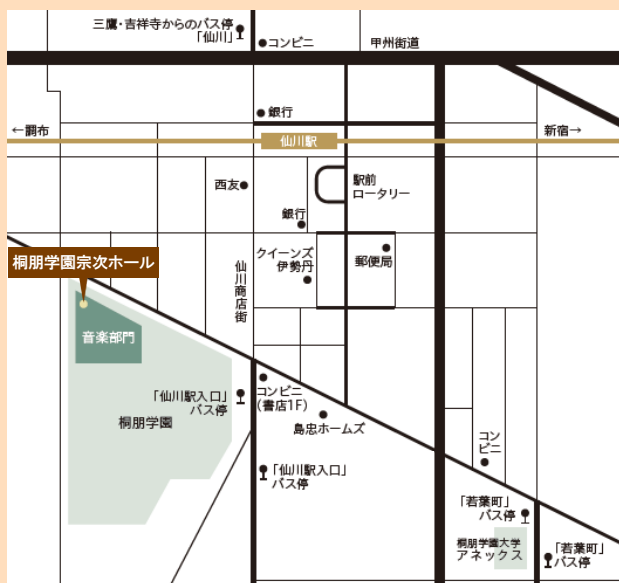 三鷹・吉祥寺からのバス停
「仙川」
コンビニ
甲州街道
銀行
←調布
仙川駅
新宿→
西友
駅前
ロータリー
銀行
クイーンズ
伊勢丹
郵便局
桐朋学園宗次ホール
仙川商店街
音楽部門
「仙川駅入口」
バス停
コンビニ
(書店1F)
桐朋学園
島忠ホームズ
コン
ビニ
「仙川駅入口」
バス停
「若葉町」
バス停
桐朋学園大学
アネックス
「若葉町」
バス停